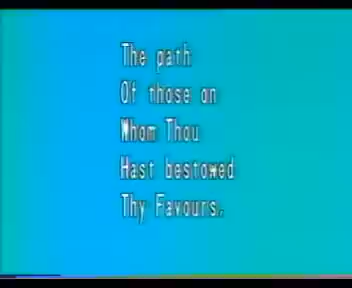 The path
Of those on
Whom Thou
Hast bestowed
Thy Favours.